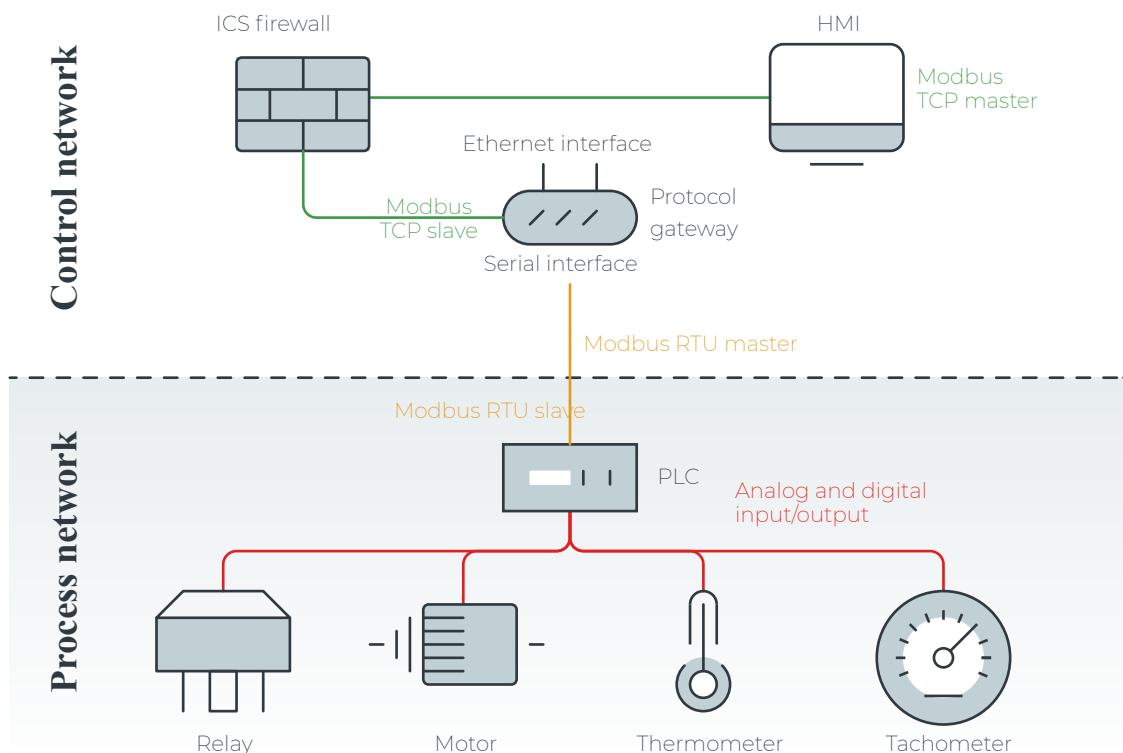 ICS firewall
HMI
Modbus
TCP master
Control network
Ethernet interface
Protocol
gateway
Modbus
TCP slave
Serial interface
Modbus RTU master
Modbus RTU slave
Process network
PLC
Analog and digital
input/output
Relay
Motor
Thermometer
Tachometer